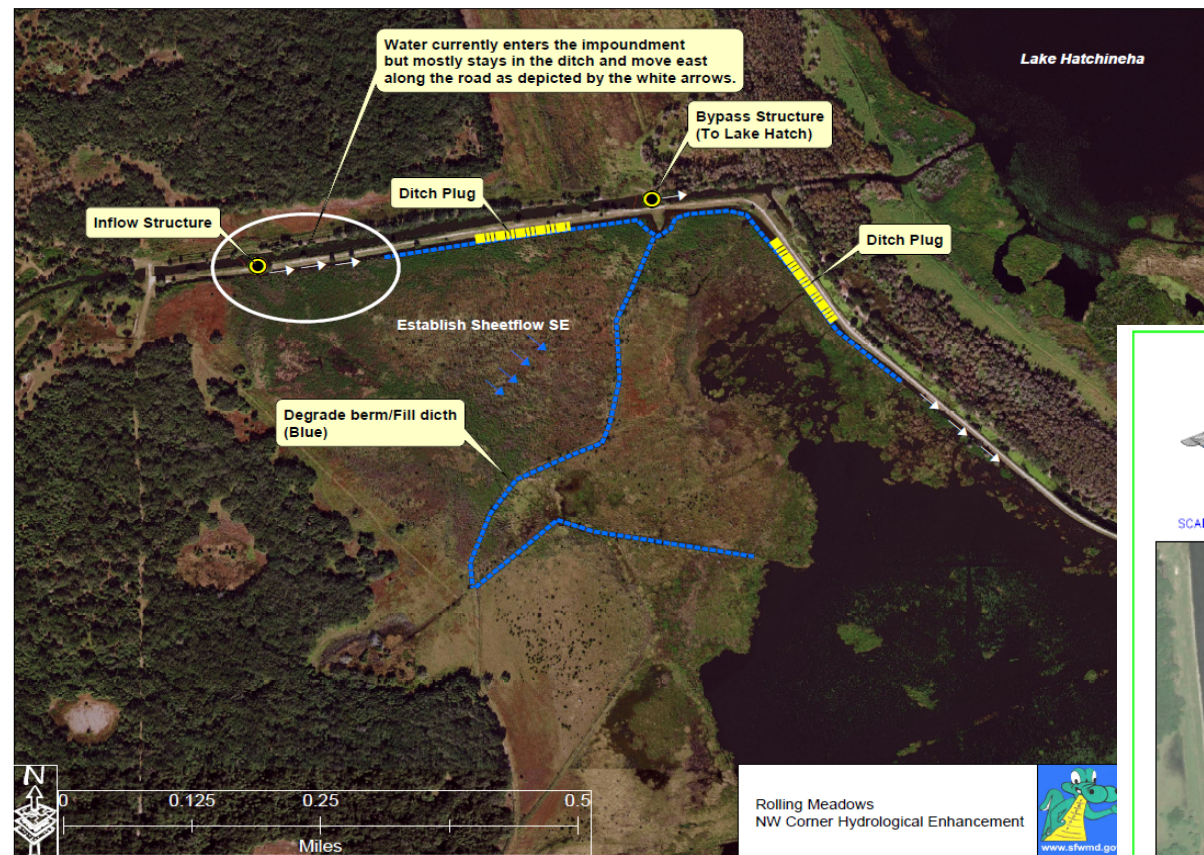 Water currently enters the impoundment
but mostly stays in the ditch and move east
along the road as depicted by the white arrows.
Lake Hatchineha
Bypass Structure
(To Lake Hatch)
Ditch Plug
Inflow Structure
Ditch Plug
Establish Sheetflow SE
Degrade berm/Fill dicth
(Blue)
N
0 0.125 0.25 0.5
Miles
Rolling Meadows
NW Corner Hydrological Enhancement
www.sfwmd.go
SCA